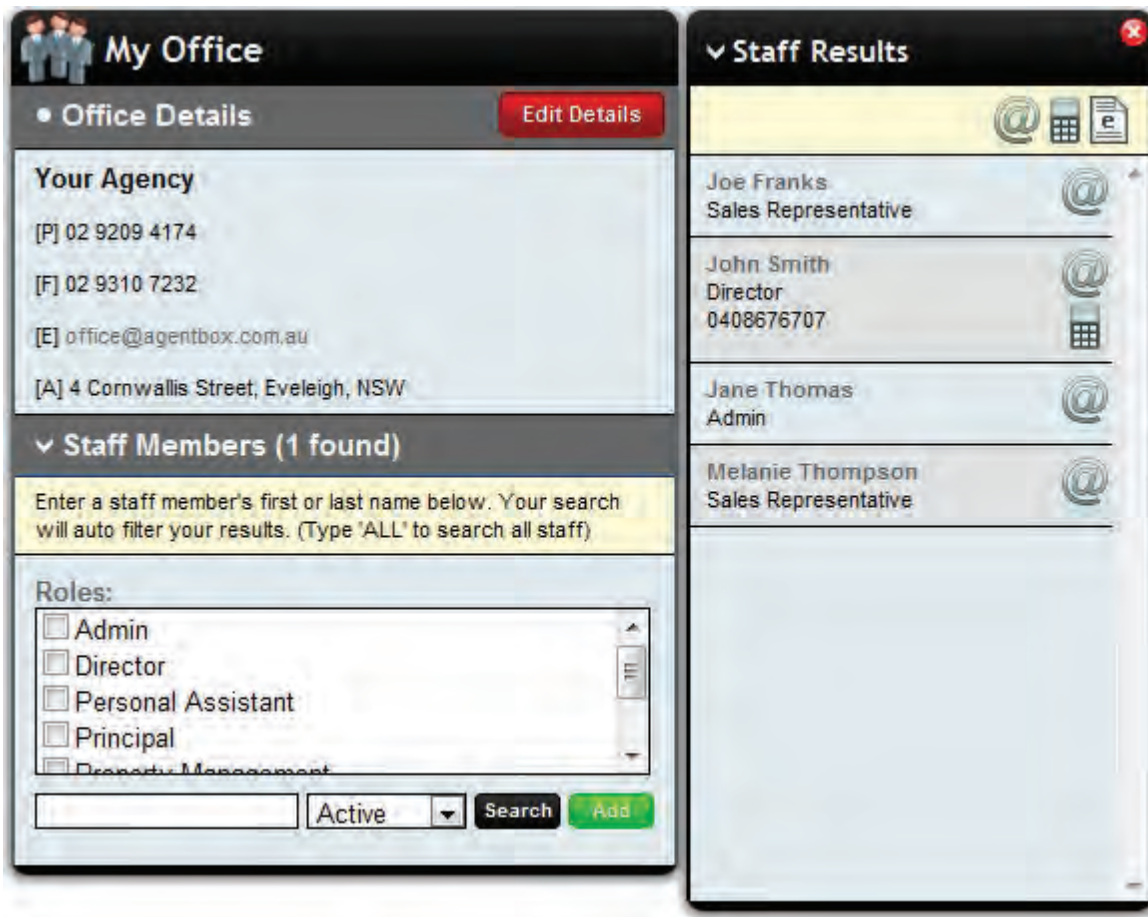 My Office
Office Details
Edit Details
Your Agency
[P] 02 9209 4174
[F] 02 9310 7232
[E] office@agentbox.com.au
[A] 4 Cornwallis Street, Eveleigh, NSW
Staff Members (1 found)
Enter a staff member's first or last name below. Your search
will auto filter your results. (Type 'ALL' to search all staff)
Roles:
Admin
Director
Personal Assistant
Principal
Property Management
Active
Search
Add
Staff Results
Joe Franks
Sales Representative
John Smith
Director
0408676707
Jane Thomas
Admin
Melanie Thompson
Sales Representative